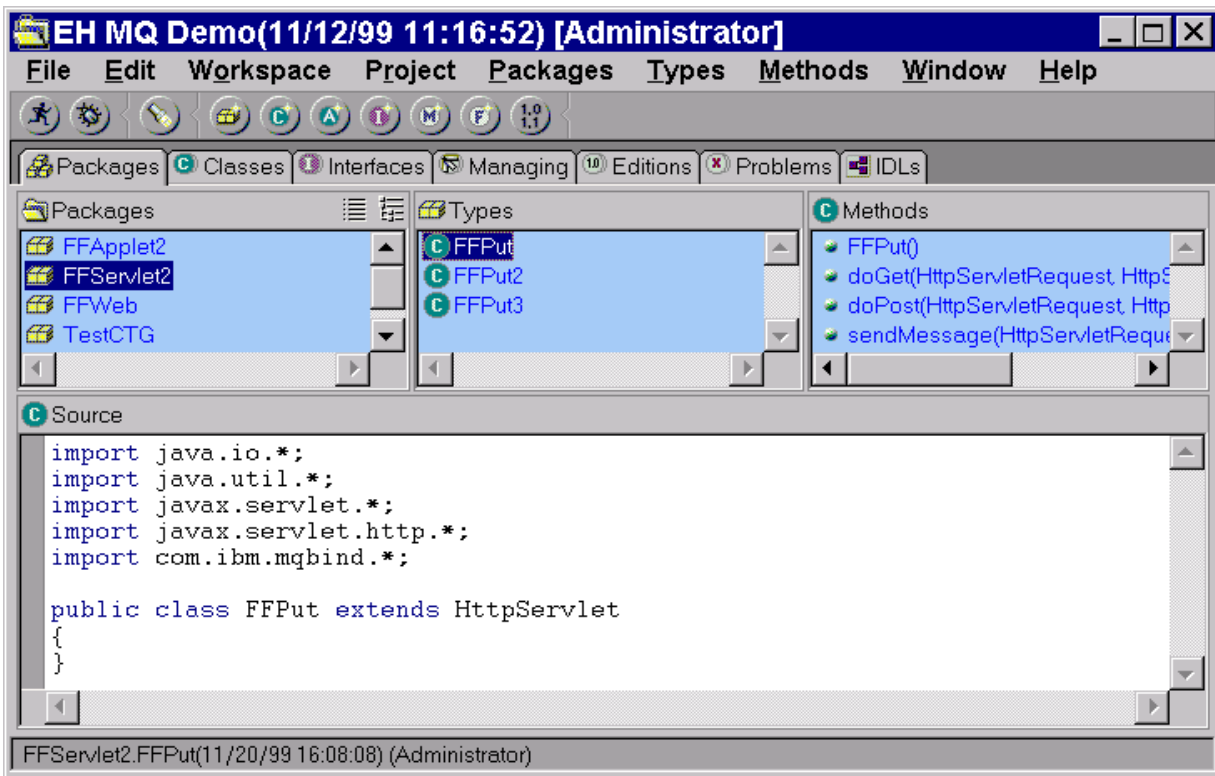 EH MQ Demo(11/12/99 11:16:52) [Administrator]
File Edit Workspace Project Packages Types Methods Window Help
Packages Classes Interfaces Managing Editions Problems IDLs
Packages
FFApplet2
FFServlet2
FFWeb
TestCTG
Types
FFPut
FFPut2
FFPut3
Methods
FFPut()
doGet(HttpServletRequest, HttpS
doPost(HttpServletRequest, Http
sendMessage(HttpServletReque
Source
import java.io.*;
import java.util.*;
import javax.servlet.*;
import javax.servlet.http.*;
import com.ibm.mqbind.*;
public class FFPut extends HttpServlet
{
}
FFServlet2.FFPut(11/20/99 16:08:08) (Administrator)